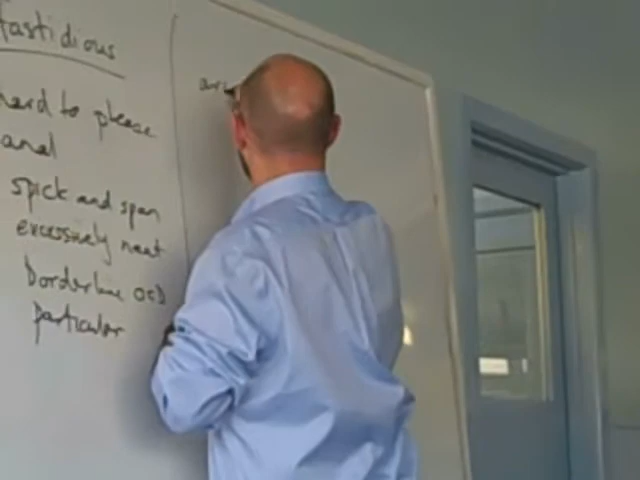 fastidious
hard to please
anal
spick and span
excessively neat
Borderline OCD
particular